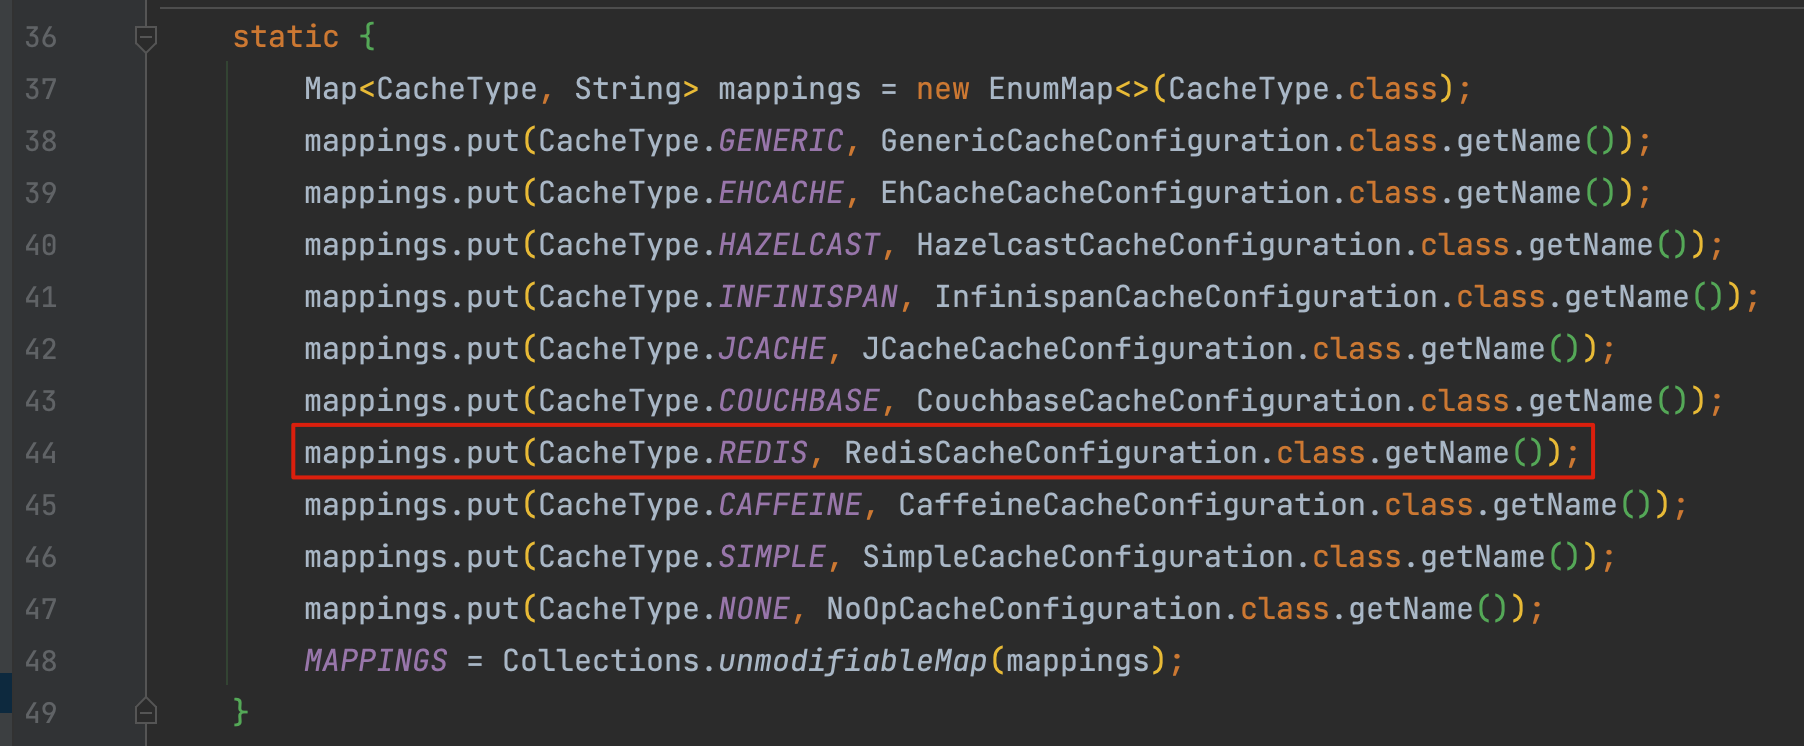 36 static {
37 Map<CacheType, String> mappings = new EnumMap<>(CacheType.class);
38 mappings.put(CacheType.GENERIC, GenericCacheConfiguration.class.getName());
39 mappings.put(CacheType.EHCACHE, EhCacheCacheConfiguration.class.getName());
40 mappings.put(CacheType.HAZELCAST, HazelcastCacheConfiguration.class.getName());
41 mappings.put(CacheType.INFINISPAN, InfinispanCacheConfiguration.class.getName());
42 mappings.put(CacheType.JCACHE, JCacheCacheConfiguration.class.getName());
43 mappings.put(CacheType.COUCHBASE, CouchbaseCacheConfiguration.class.getName());
44 mappings.put(CacheType.REDIS, RedisCacheConfiguration.class.getName());
45 mappings.put(CacheType.CAFFEINE, CaffeineCacheConfiguration.class.getName());
46 mappings.put(CacheType.SIMPLE, SimpleCacheConfiguration.class.getName());
47 mappings.put(CacheType.NONE, NoOpCacheConfiguration.class.getName());
48 MAPPINGS = Collections.unmodifiableMap(mappings);
49 }